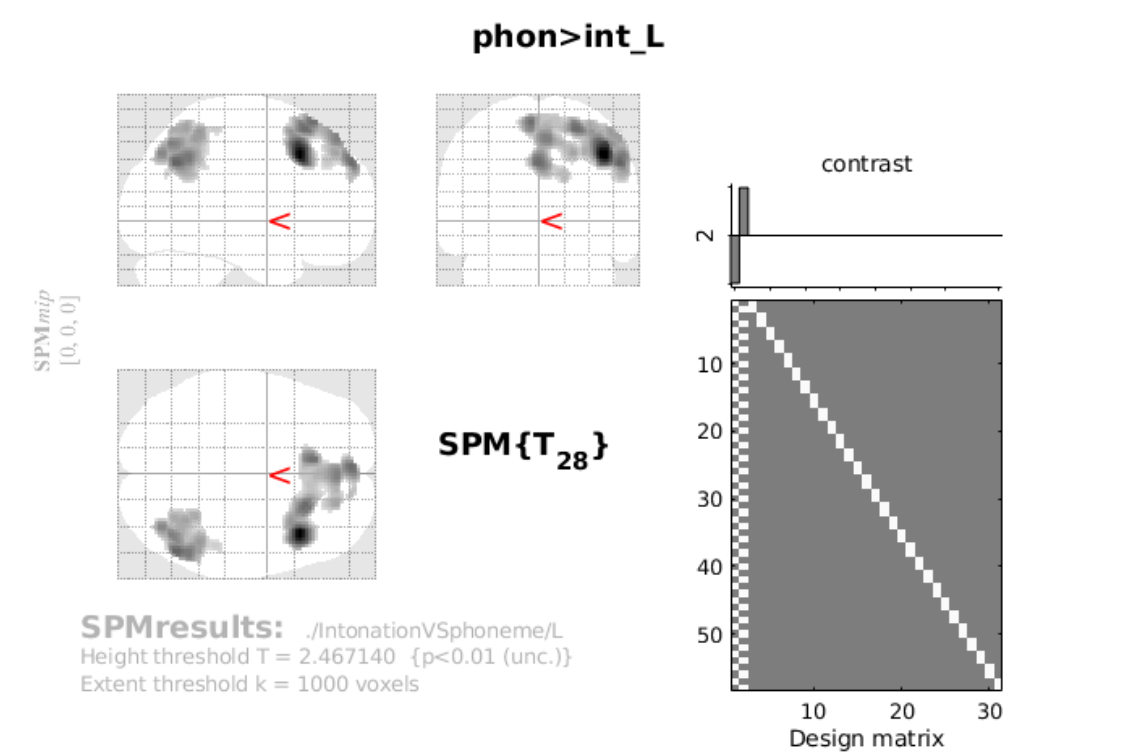 phon>int_L
contrast
2
<
<
SPMmip
[0, 0, 0]
<
SPM{T28}
10
20
30
40
50
10 20 30
Design matrix
SPMresults: ./IntonationVSphoneme/L
Height threshold T = 2.467140 {p<0.01 (unc.)}
Extent threshold k = 1000 voxels